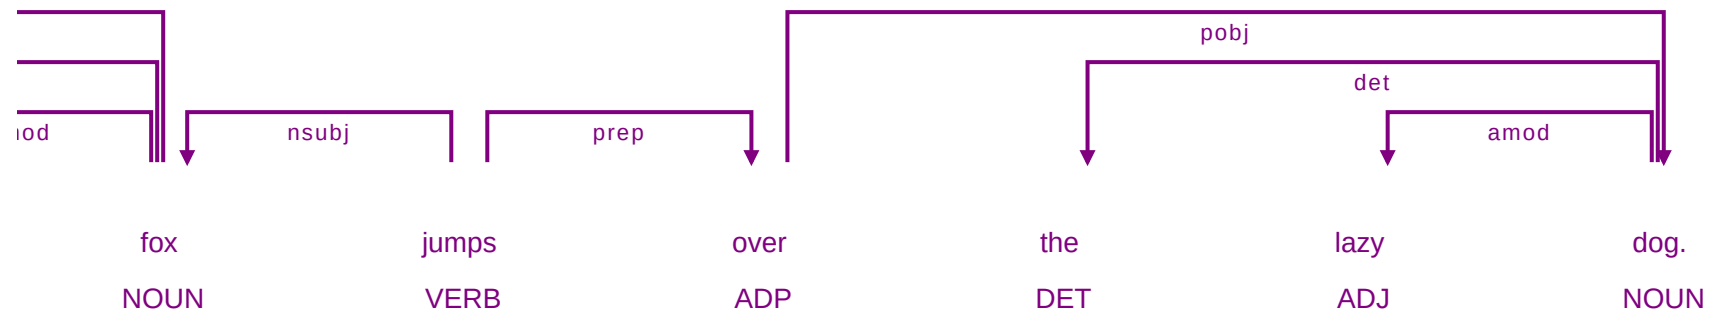 pobj
det
nsubj prep amod
fox jumps over the lazy dog.
NOUN VERB ADP DET ADJ NOUN